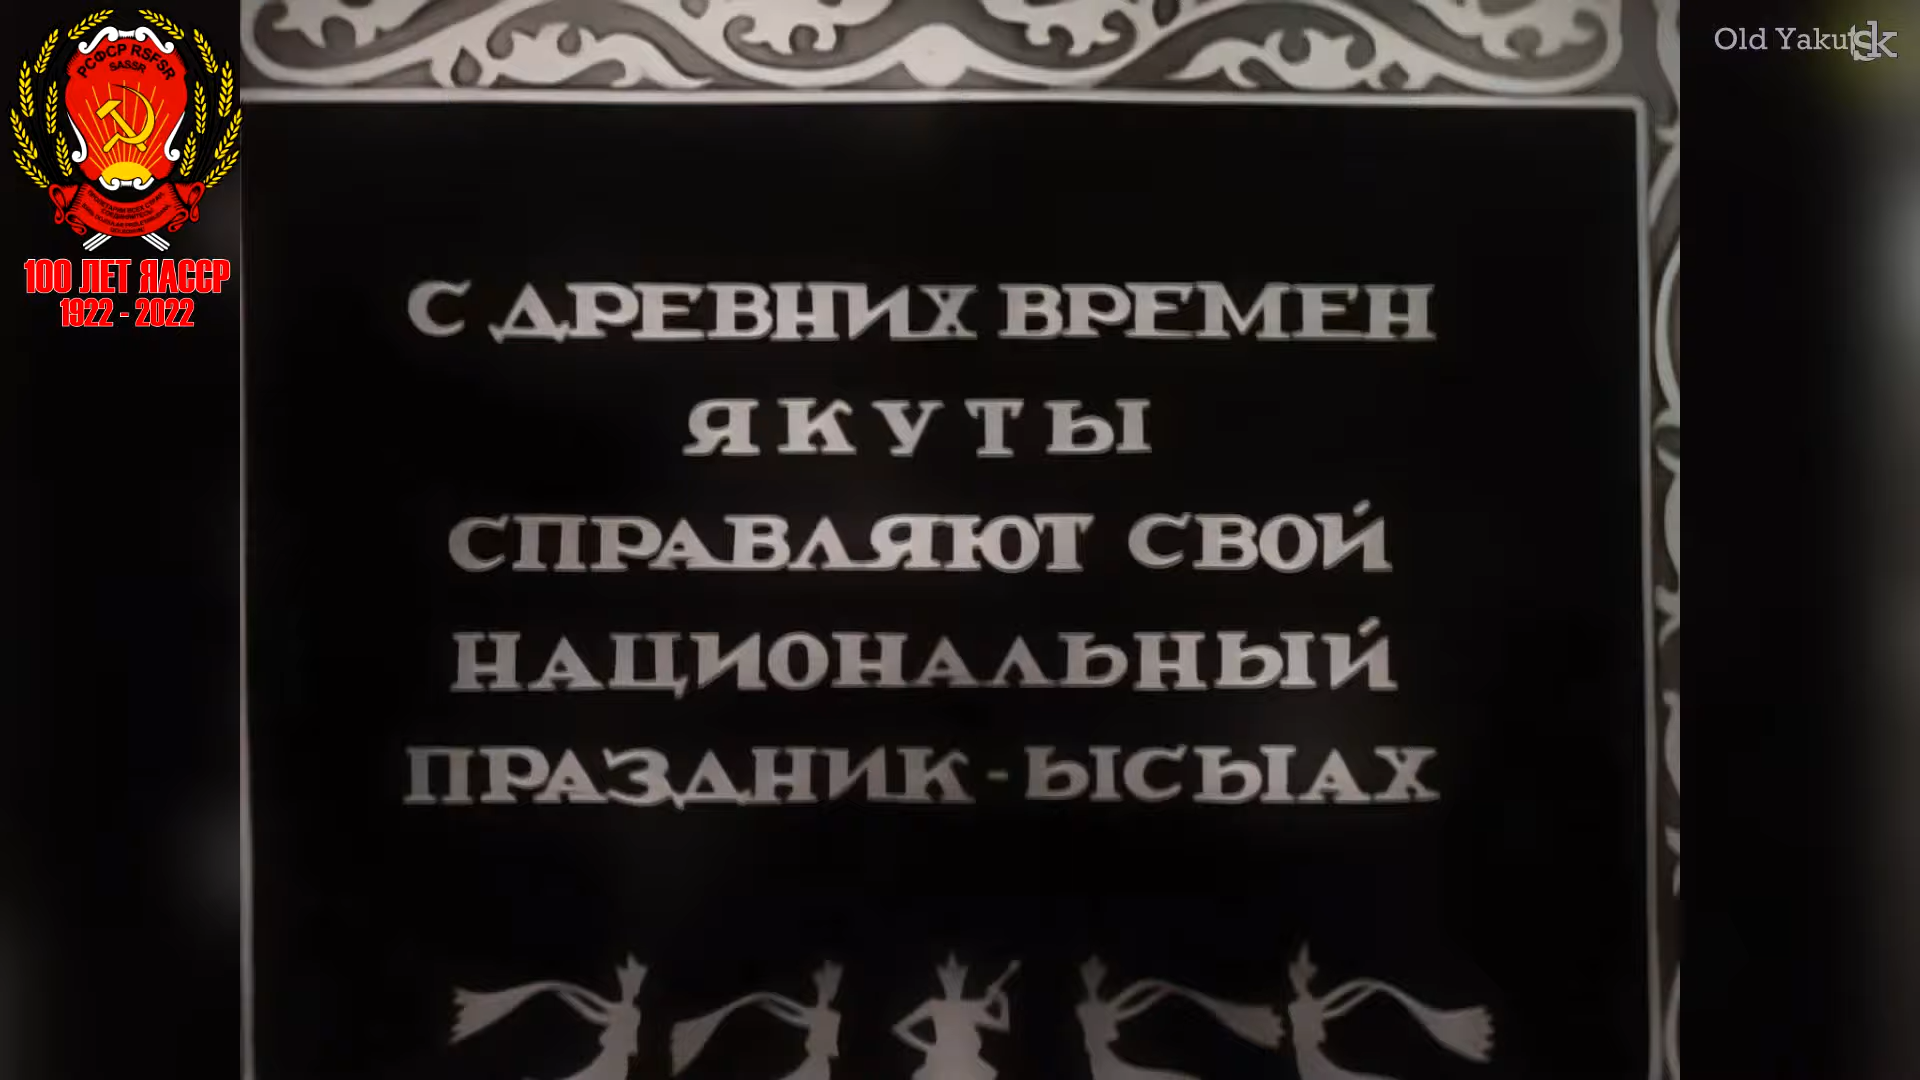 РСФСР RSFSR
SASSR
100 ЛЕТ ЯАССР
1922 - 2022
Old Yakutsk
С ДРЕВНИХ ВРЕМЕН
ЯКУТЫ
СПРАВЛЯЮТ СВОЙ
НАЦИОНАЛЬНЫЙ
ПРАЗДНИК - ЫСЫАХ